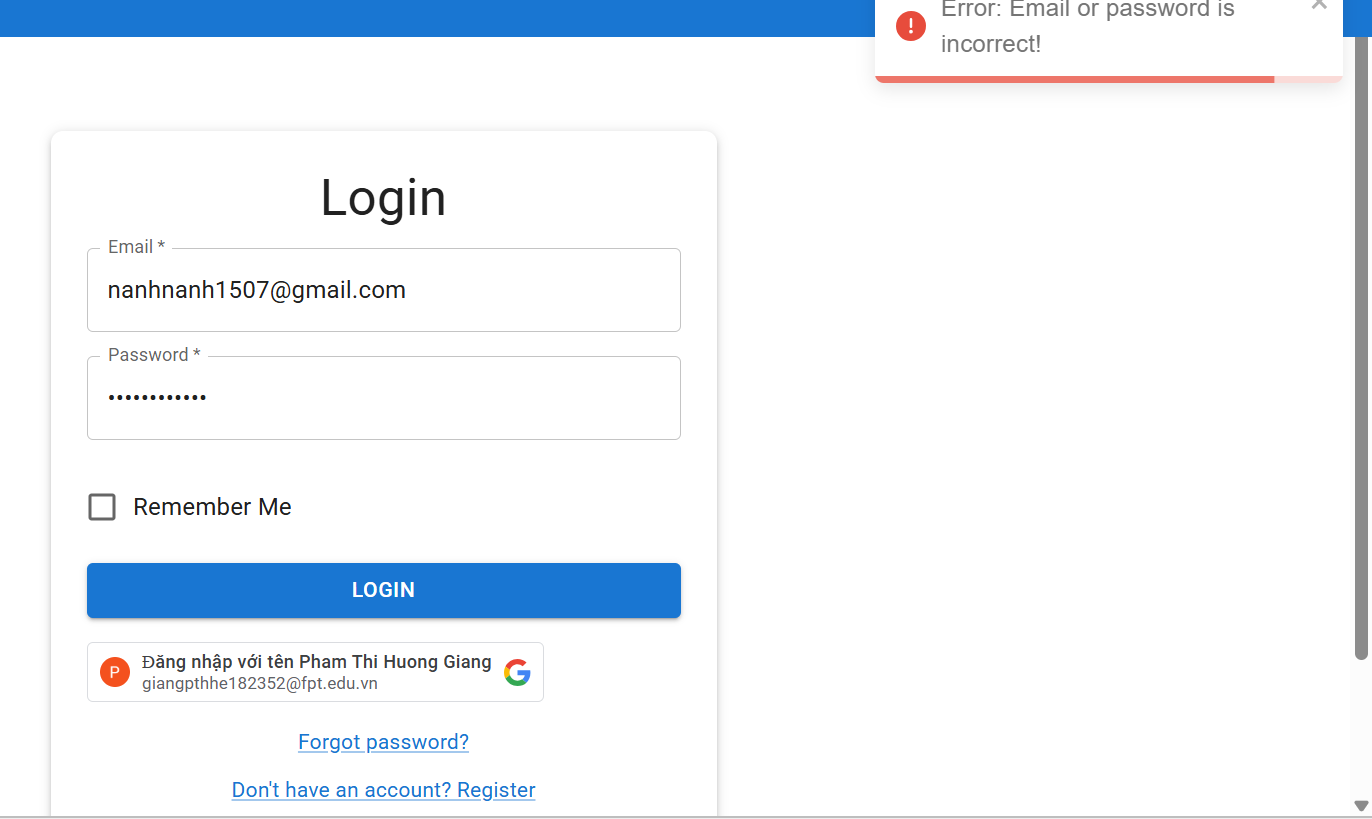 Error: Email or password is
incorrect!
Login
Email *
nanhnanh1507@gmail.com
Password *
••••••••••••
Remember Me
LOGIN
P
Đăng nhập với tên Pham Thi Huong Giang
giangpthhe182352@fpt.edu.vn
Forgot password?
Don't have an account? Register